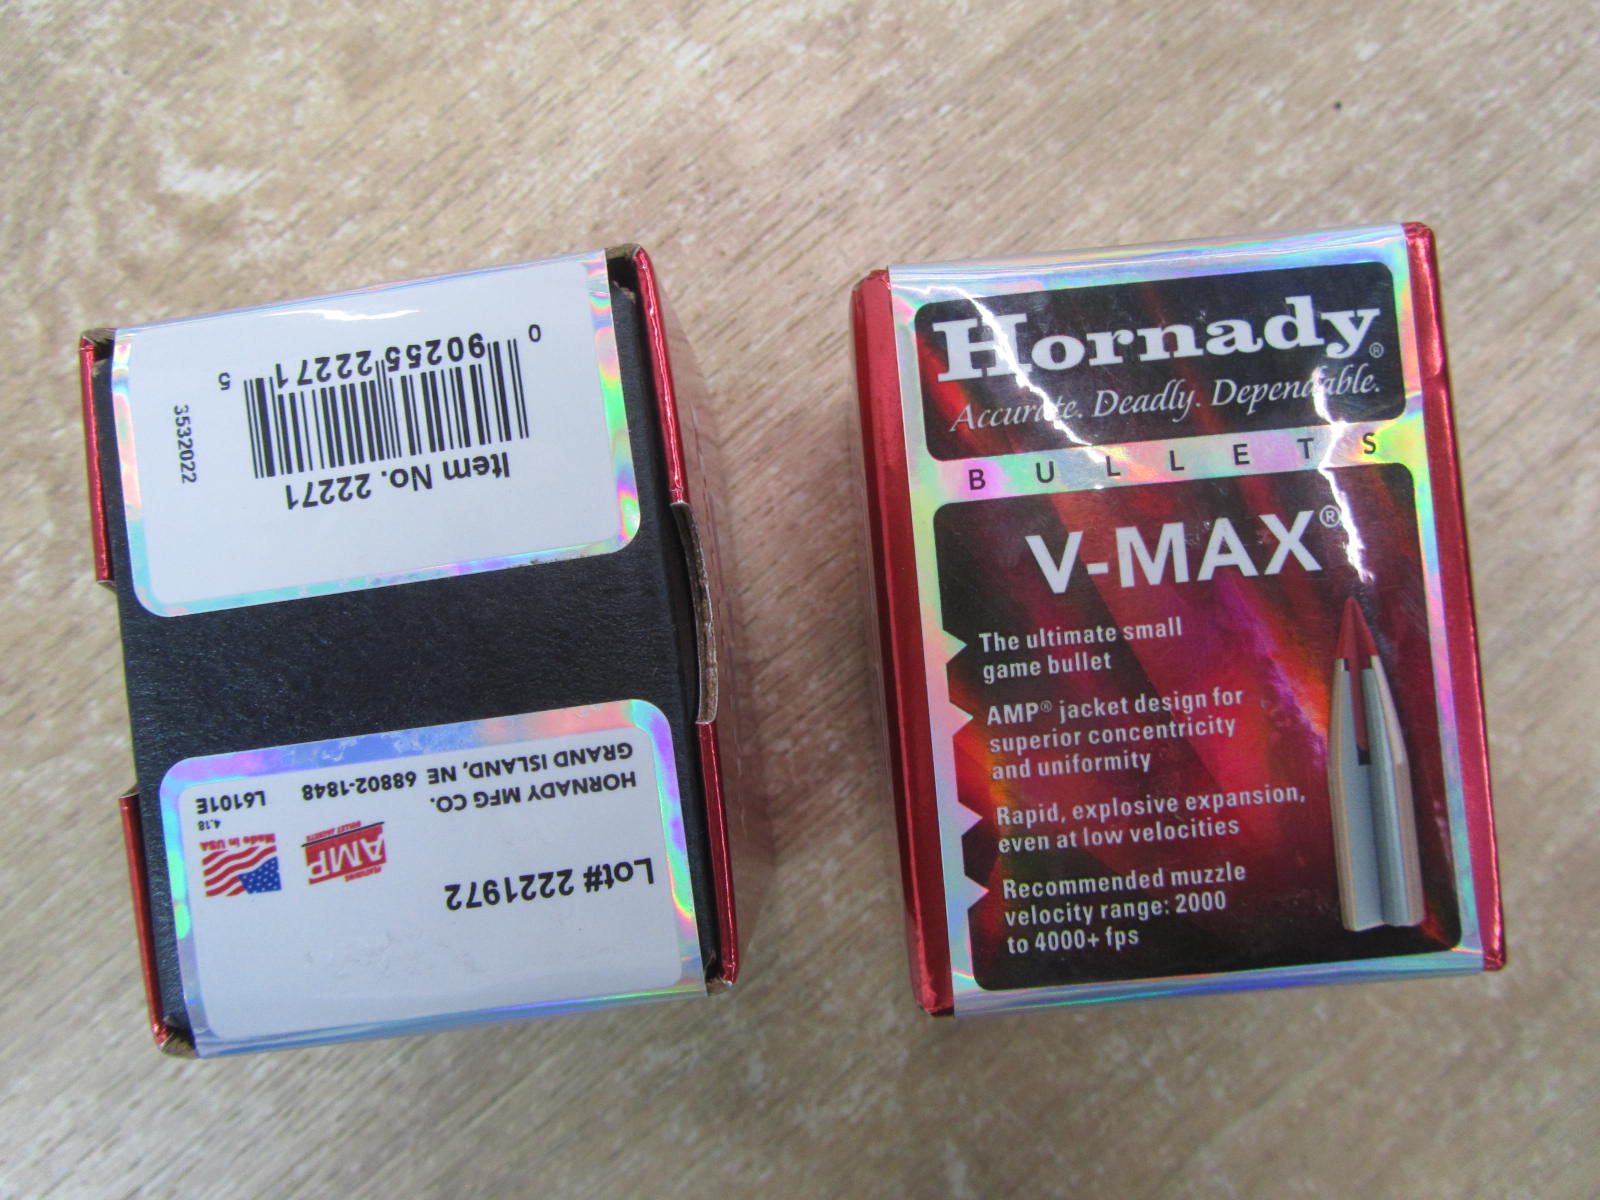 Item No. 22271
0 90255 22271 5
3532022
Lot# 2221972
HORNADY MFG CO.
GRAND ISLAND, NE 68802-1848
L6101E
4.18
Made in USA
AMP
BULLET JACKETS
Hornady®
Accurate. Deadly. Dependable.
BULLETS
V-MAX®
The ultimate small
game bullet
AMP® jacket design for
superior concentricity
and uniformity
Rapid, explosive expansion,
even at low velocities
Recommended muzzle
velocity range: 2000
to 4000+ fps